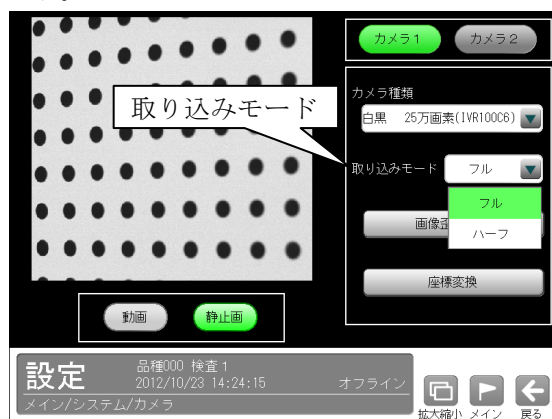 カメラ1
カメラ2
カメラ種類
白黒 25万画素(IVR100C6)
取り込みモード
取り込みモード フル
フル
ハーフ
画像歪
座標変換
動画
静止画
設定
品種000 検査1
2012/10/23 14:24:15
オフライン
メイン/システム/カメラ
拡大縮小 メイン 戻る